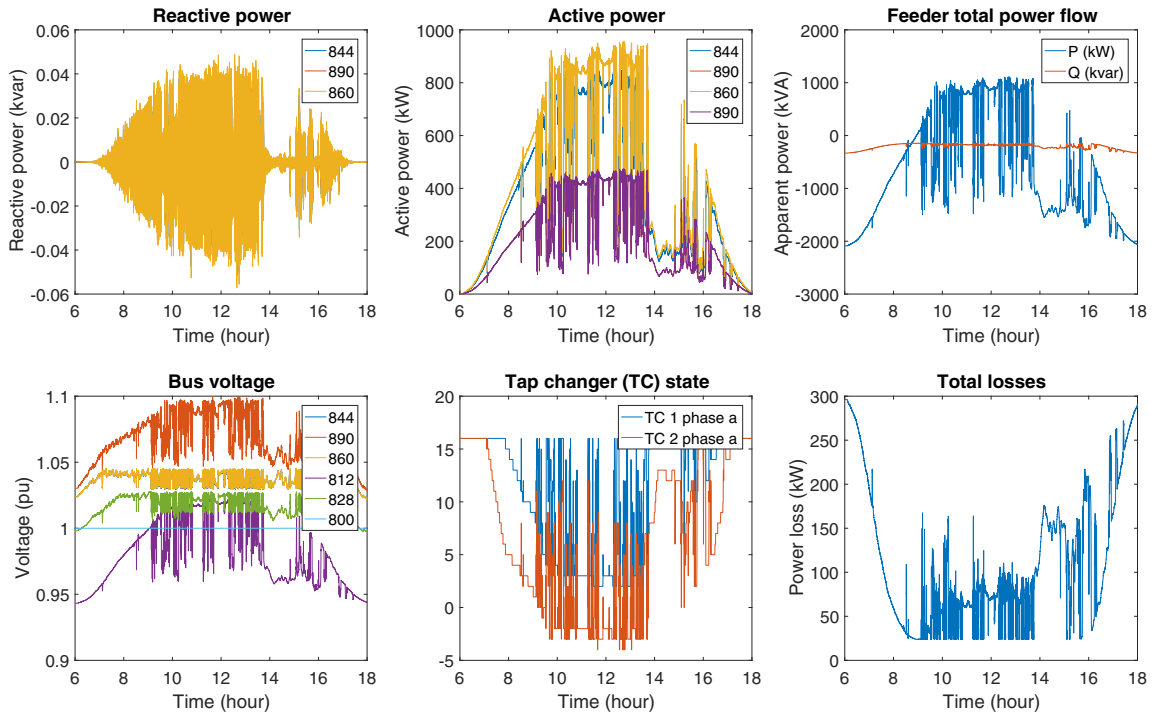 Reactive power
0.06
0.04
0.02
0
-0.02
-0.04
-0.06
Reactive power (kvar)
844
890
860
6 8 10 12 14 16 18
Time (hour)
Active power
1000
800
600
400
200
0
Active power (kW)
844
890
860
890
6 8 10 12 14 16 18
Time (hour)
Feeder total power flow
2000
1000
0
-1000
-2000
-3000
Apparent power (kVA)
P (kW)
Q (kvar)
6 8 10 12 14 16 18
Time (hour)
Bus voltage
1.1
1.05
1
0.95
0.9
Voltage (pu)
844
890
860
812
828
800
6 8 10 12 14 16 18
Time (hour)
Tap changer (TC) state
20
15
10
5
0
-5
TC 1 phase a
TC 2 phase a
6 8 10 12 14 16 18
Time (hour)
Total losses
300
250
200
150
100
50
0
Power loss (kW)
6 8 10 12 14 16 18
Time (hour)